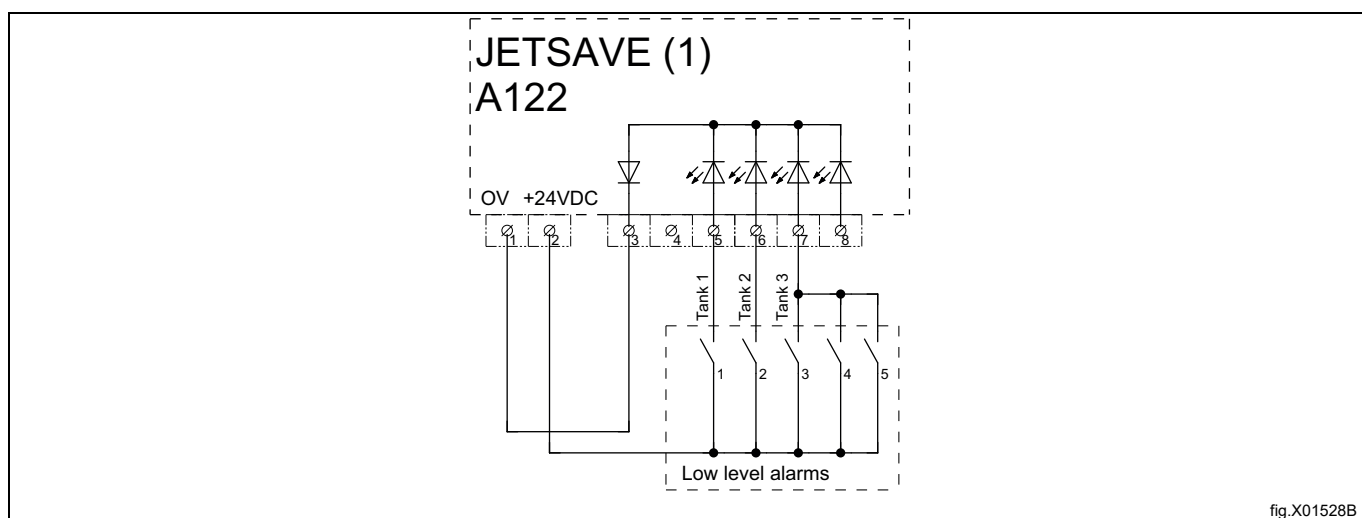 JETSAVE (1)
A122
OV +24VDC
1 2 3 4 5 6 7 8
Tank 1
Tank 2
Tank 3
1 2 3 4 5
Low level alarms
fig.X01528B